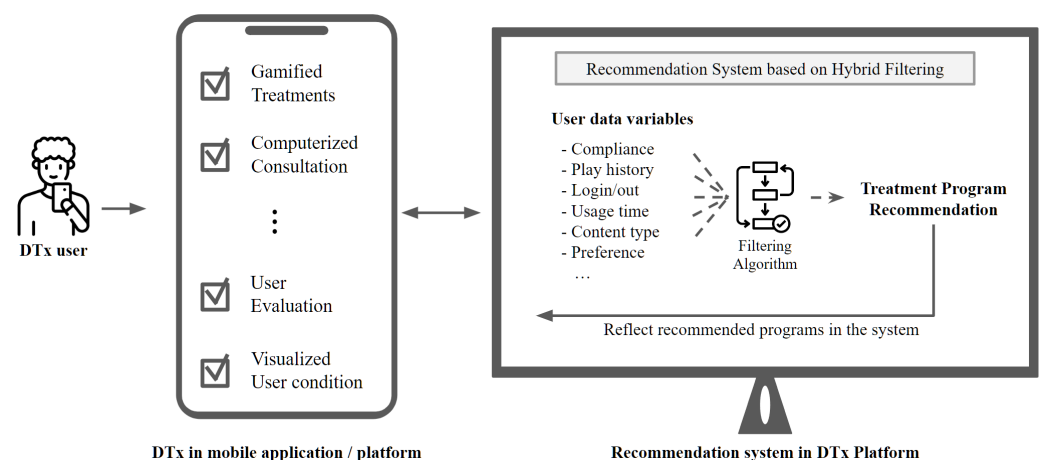 DTx user
Gamified
Treatments
Computerized
Consultation
User
Evaluation
Visualized
User condition
DTx in mobile application / platform
Recommendation System based on Hybrid Filtering
User data variables
- Compliance
- Play history
- Login/out
- Usage time
- Content type
- Preference
…
Filtering
Algorithm
Treatment Program
Recommendation
Reflect recommended programs in the system
Recommendation system in DTx Platform